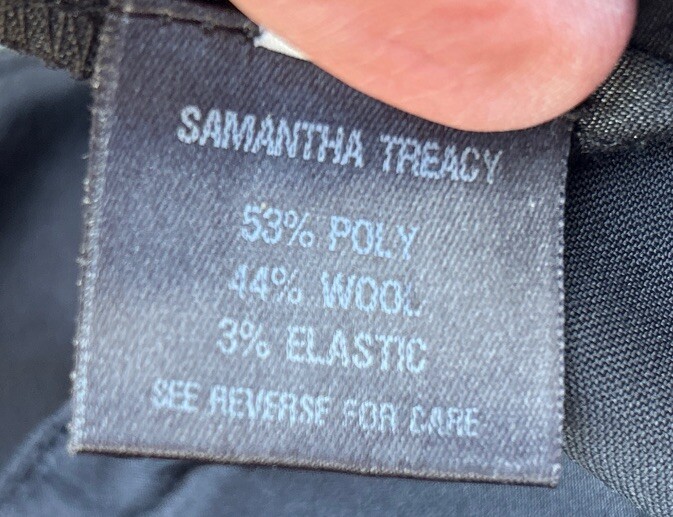 SAMANTHA TREACY
53% POLY
44% WOOL
3% ELASTIC
SEE REVERSE FOR CARE